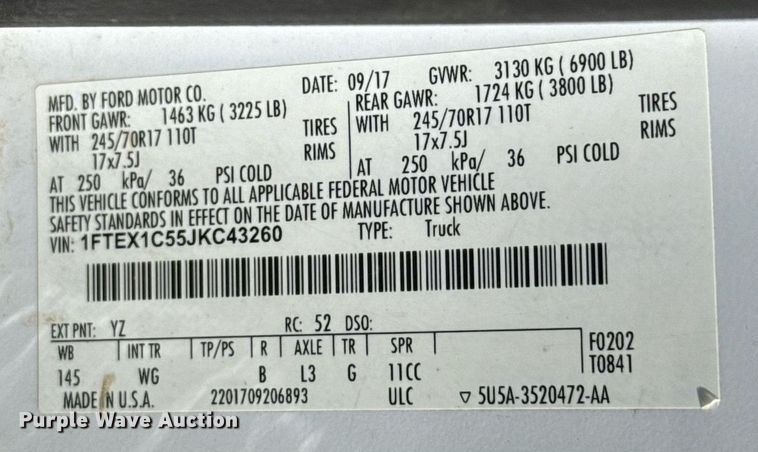 MFD. BY FORD MOTOR CO. DATE: 09/17 GVWR: 3130 KG ( 6900 LB)
FRONT GAWR: 1463 KG ( 3225 LB) REAR GAWR: 1724 KG ( 3800 LB)
WITH 245/70R17 110T TIRES WITH 245/70R17 110T TIRES
17x7.5J RIMS 17x7.5J RIMS
AT 250 kPa/ 36 PSI COLD AT 250 kPa/ 36 PSI COLD
THIS VEHICLE CONFORMS TO ALL APPLICABLE FEDERAL MOTOR VEHICLE
SAFETY STANDARDS IN EFFECT ON THE DATE OF MANUFACTURE SHOWN ABOVE.
VIN: 1FTEX1C55JKC43260 TYPE: Truck
EXT PNT: YZ RC: 52 DSO:
WB INT TR TP/PS R AXLE TR SPR F0202
145 WG B L3 G 11CC T0841
MADE IN U.S.A. 2201709206893 ULC ▽ 5U5A-3520472-AA
Purple Wave Auction